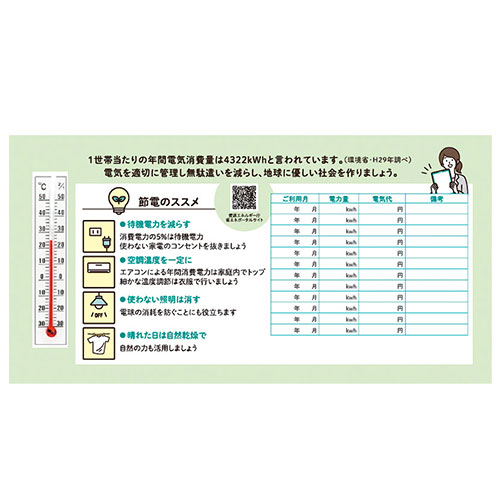 1世帯当たりの年間電気消費量は4322kWhと言われています。(環境省・H29年調べ)
電気を適切に管理し無駄遣いを減らし、地球に優しい社会を作りましょう。
節電のススメ
資源エネルギー庁
省エネポータルサイト
●待機電力を減らす
消費電力の5%は待機電力
使わない家電のコンセントを抜きましょう
●空調温度を一定に
エアコンによる年間消費電力は家庭内でトップ
細かな温度調節は衣服で行いましょう
●使わない照明は消す
電球の消耗を防ぐことにも役立ちます
OFF
●晴れた日は自然乾燥で
自然の力も活用しましょう
ご利用月 電力量 電気代 備考
年 月 kwh 円
年 月 kwh 円
年 月 kwh 円
年 月 kwh 円
年 月 kwh 円
年 月 kwh 円
年 月 kwh 円
年 月 kwh 円
年 月 kwh 円
年 月 kwh 円
年 月 kwh 円
年 月 kwh 円
℃
50 50
40 40
30 30
20 20
10 10
0 0
10 10
20 20
30 30